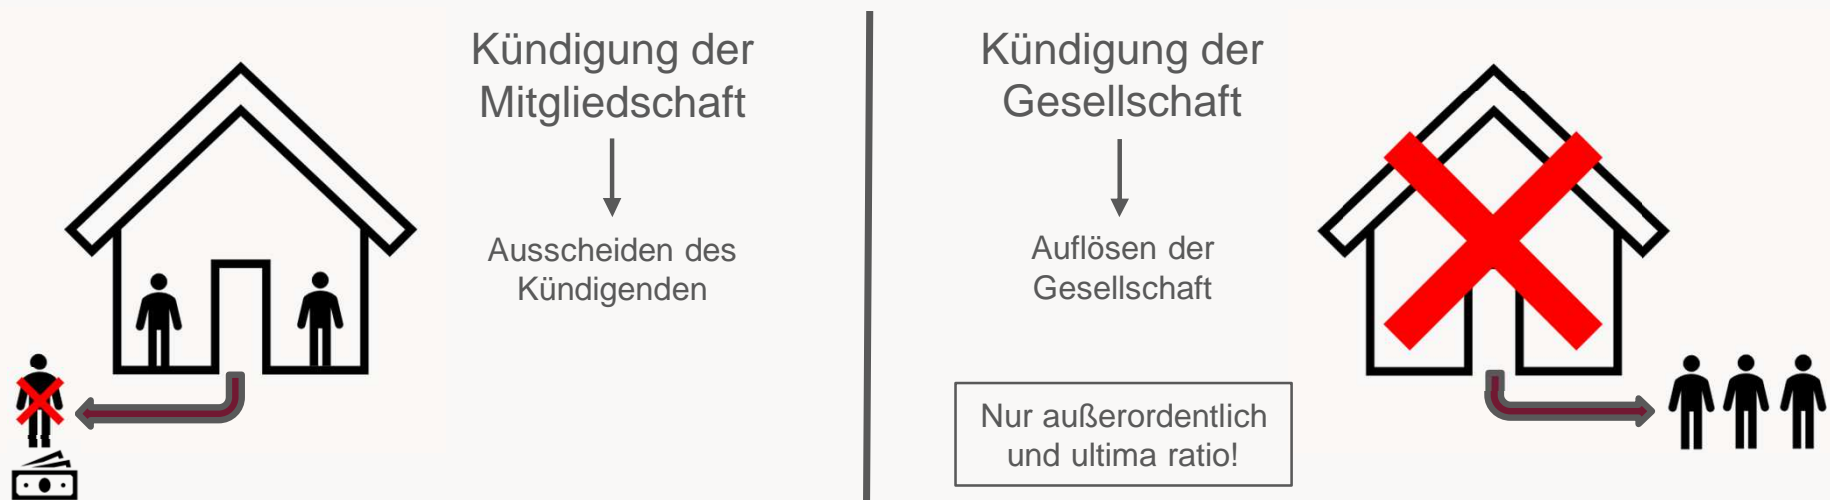 Kündigung der
Mitgliedschaft
Ausscheiden des
Kündigenden
Kündigung der
Gesellschaft
Auflösen der
Gesellschaft
Nur außerordentlich
und ultima ratio!